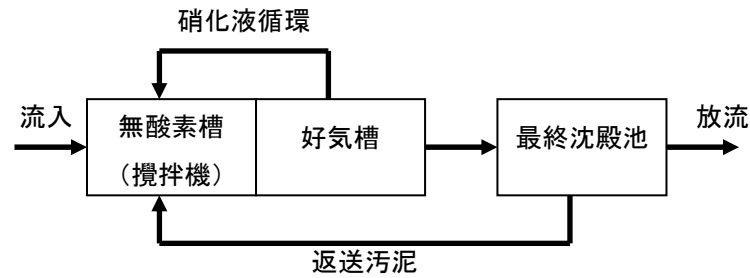 硝化液循環
流入
無酸素槽
（攪拌機）
好気槽
最終沈殿池
放流
返送汚泥